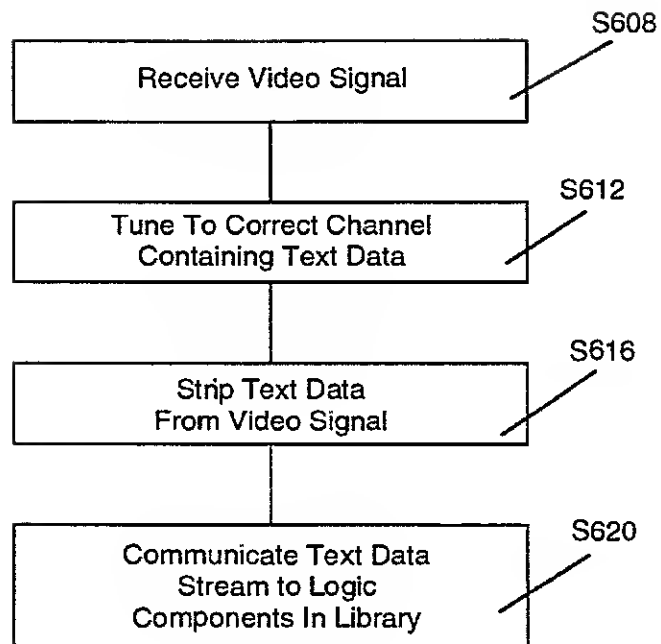 S608
Receive Video Signal
S612
Tune To Correct Channel
Containing Text Data
S616
Strip Text Data
From Video Signal
S620
Communicate Text Data
Stream to Logic
Components In Library